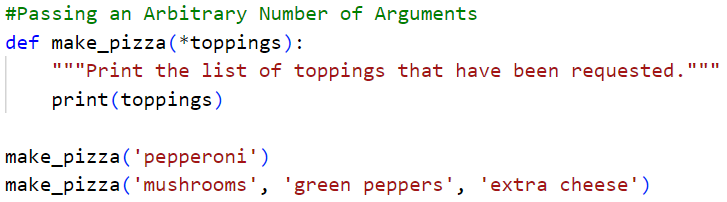 #Passing an Arbitrary Number of Arguments
def make_pizza(*toppings):
    """Print the list of toppings that have been requested."""
    print(toppings)

make_pizza('pepperoni')
make_pizza('mushrooms', 'green peppers', 'extra cheese')